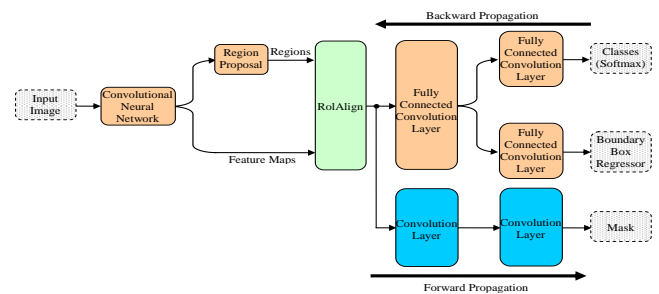 Backward Propagation
Region
Proposal
Regions
Fully
Connected
Convolution
Layer
Classes
(Softmax)
Input
Image
Convolutional
Neural
Network
RoIAlign
Fully
Connected
Convolution
Layer
Feature Maps
Fully
Connected
Convolution
Layer
Boundary
Box
Regressor
Convolution
Layer
Convolution
Layer
Mask
Forward Propagation